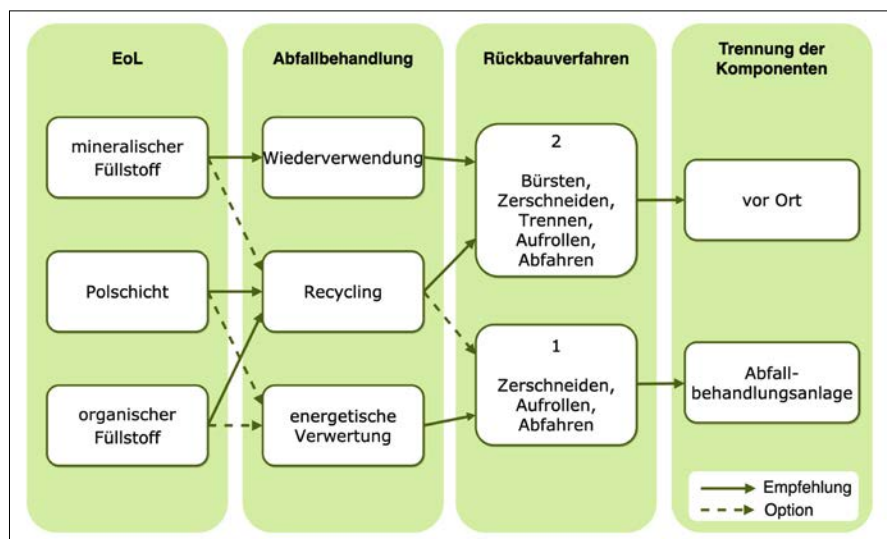 EoL
mineralischer
Füllstoff
Polschicht
organischer
Füllstoff
Abfallbehandlung
Wiederverwendung
Recycling
energetische
Verwertung
Rückbauverfahren
2
Bürsten,
Zerschneiden,
Trennen,
Aufrollen,
Abfahren
1
Zerschneiden,
Aufrollen,
Abfahren
Trennung der
Komponenten
vor Ort
Abfall-
behandlungsanlage
Empfehlung
Option